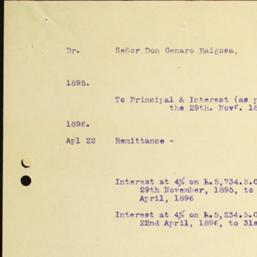 Dr. Señor Don Genaro Raigosa,
1895.
To Principal & Interest (as p
the 29th. Novr. 18
1896.
Apl 22 Remittance -
Interest at 4% on L.5,734.5.0
29th November, 1895, to
April, 1896
Interest at 4% on L.5,234.5.0
22nd April, 1896, to 31s